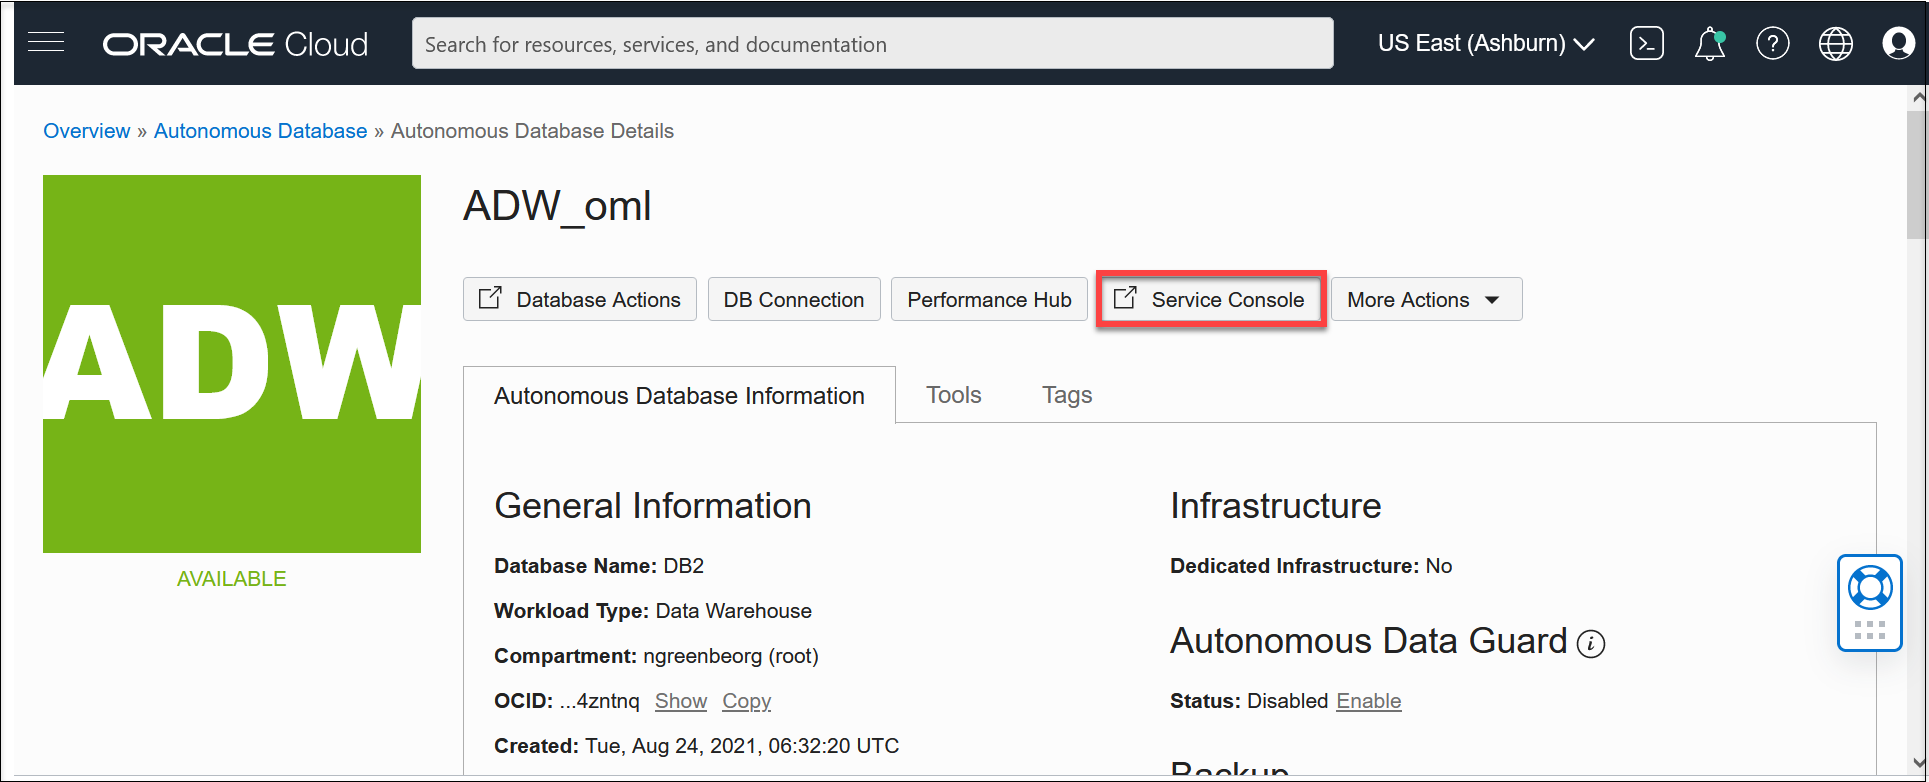 ORACLE Cloud
Search for resources, services, and documentation
US East (Ashburn)
Overview » Autonomous Database » Autonomous Database Details
ADW
AVAILABLE
ADW_oml
Database Actions
DB Connection
Performance Hub
Service Console
More Actions
Autonomous Database Information
Tools
Tags
General Information
Database Name: DB2
Workload Type: Data Warehouse
Compartment: ngreenbeorg (root)
OCID: ...4zntnq Show Copy
Created: Tue, Aug 24, 2021, 06:32:20 UTC
Infrastructure
Dedicated Infrastructure: No
Autonomous Data Guard
Status: Disabled Enable
Backup